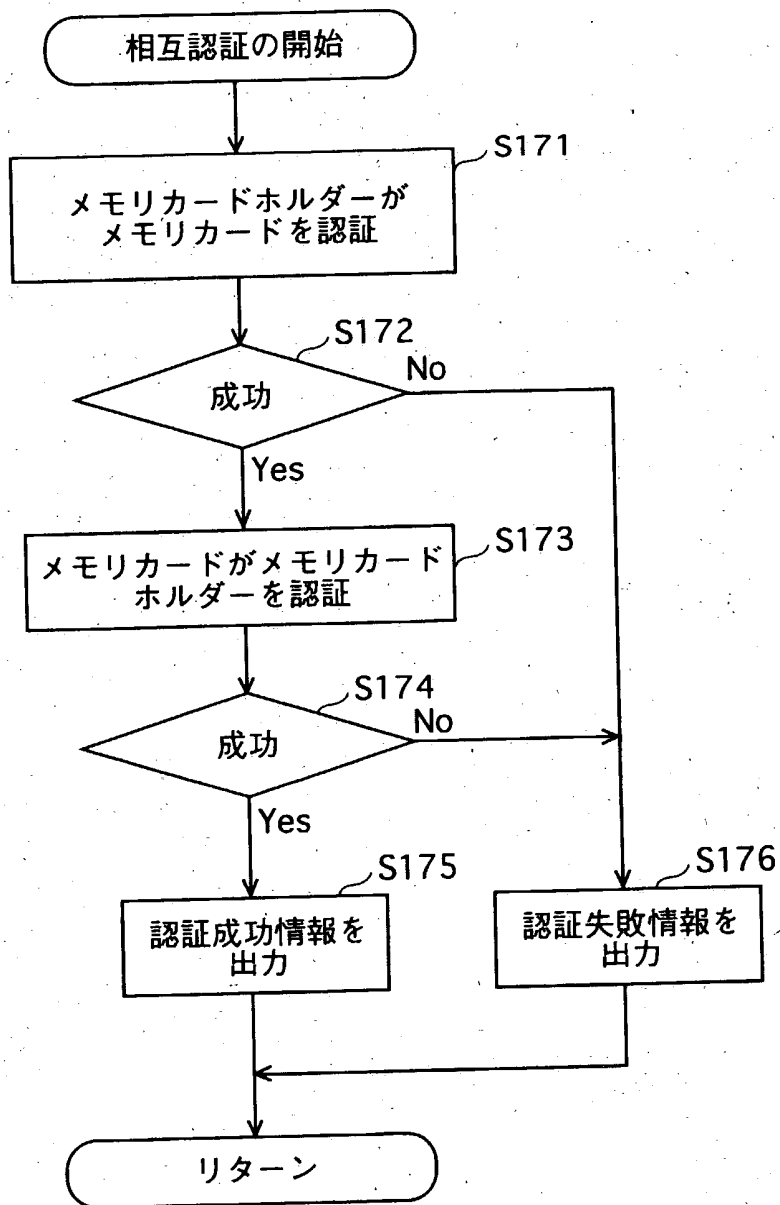 相互認証の開始
S171
メモリカードホルダーが
メモリカードを認証
S172
成功
No
Yes
S173
メモリカードがメモリカード
ホルダーを認証
S174
成功
No
Yes
S175
認証成功情報を
出力
S176
認証失敗情報を
出力
リターン